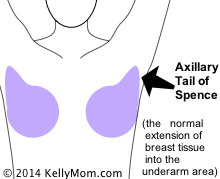 Axillary
Tail of
Spence
(the normal
extension of
breast tissue
into the
underarm area)
© 2014 KellyMom.com